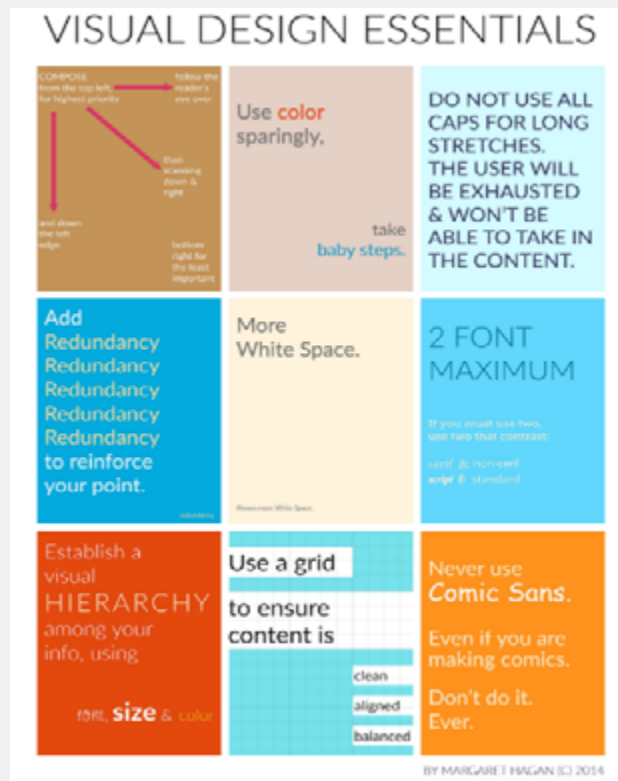 VISUAL DESIGN ESSENTIALS
COMPOSE
from the top left,
for highest priority
follow the
reader's
eye over
then
scanning
down &
right
and down
the left
edge
bottom
right for
the least
important
Use color
sparingly,
take
baby steps.
DO NOT USE ALL
CAPS FOR LONG
STRETCHES.
THE USER WILL
BE EXHAUSTED
& WON'T BE
ABLE TO TAKE IN
THE CONTENT.
Add
Redundancy
Redundancy
Redundancy
Redundancy
Redundancy
to reinforce
your point.
redundancy
More
White Space.
White Space
2 FONT
MAXIMUM
If you must use two,
use two that contrast:
serif & non-serif
script & standard
Establish a
visual
HIERARCHY
among your
info, using
font, size & color
Use a grid
to ensure
content is
clean
aligned
balanced
Never use
Comic Sans.
Even if you are
making comics.
Don't do it.
Ever.
BY MARGARET HAGAN (C) 2014